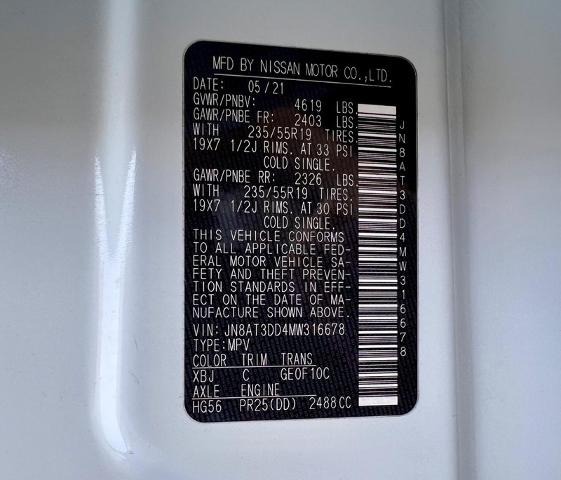 MFD BY NISSAN MOTOR CO.,LTD.
DATE: 05/21
GVWR/PNBV: 4619 LBS.
GAWR/PNBE FR: 2403 LBS.
WITH 235/55R19 TIRES.
19X7 1/2J RIMS. AT 33 PSI
COLD SINGLE.
GAWR/PNBE RR: 2326 LBS.
WITH 235/55R19 TIRES.
19X7 1/2J RIMS. AT 30 PSI
COLD SINGLE.
THIS VEHICLE CONFORMS
TO ALL APPLICABLE FED-
ERAL MOTOR VEHICLE SA-
FETY AND THEFT PREVEN-
TION STANDARDS IN EFF-
ECT ON THE DATE OF MA-
NUFACTURE SHOWN ABOVE.
VIN: JN8AT3DD4MW316678
TYPE:MPV
COLOR TRIM TRANS
XBJ C GEOF10C
AXLE ENGINE
HG56 PR25(DD) 2488CC
JN8AT3DD4MW316678